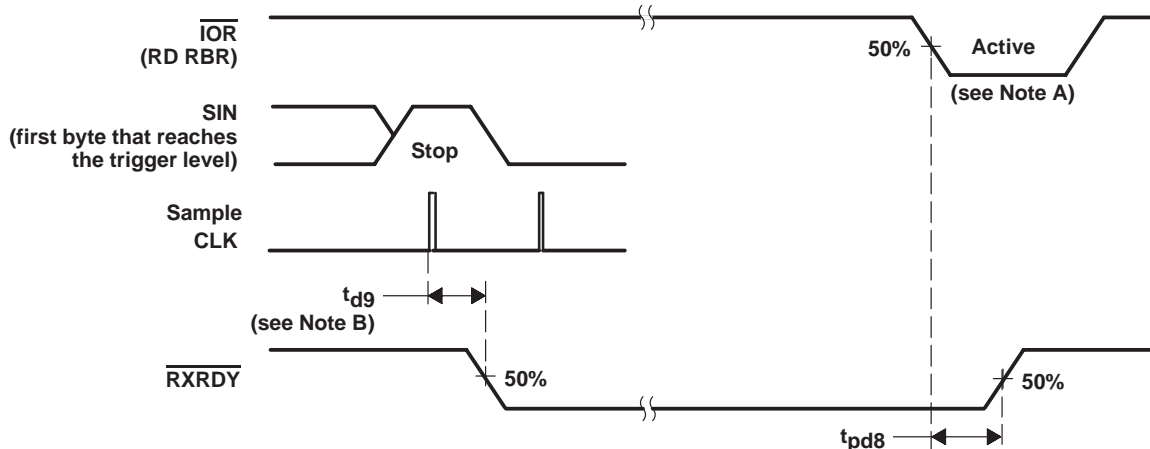 IOR
(RD RBR)
50%
Active
(see Note A)
SIN
(first byte that reaches
the trigger level)
Stop
Sample
CLK
td9
(see Note B)
RXRDY
50%
50%
tpd8